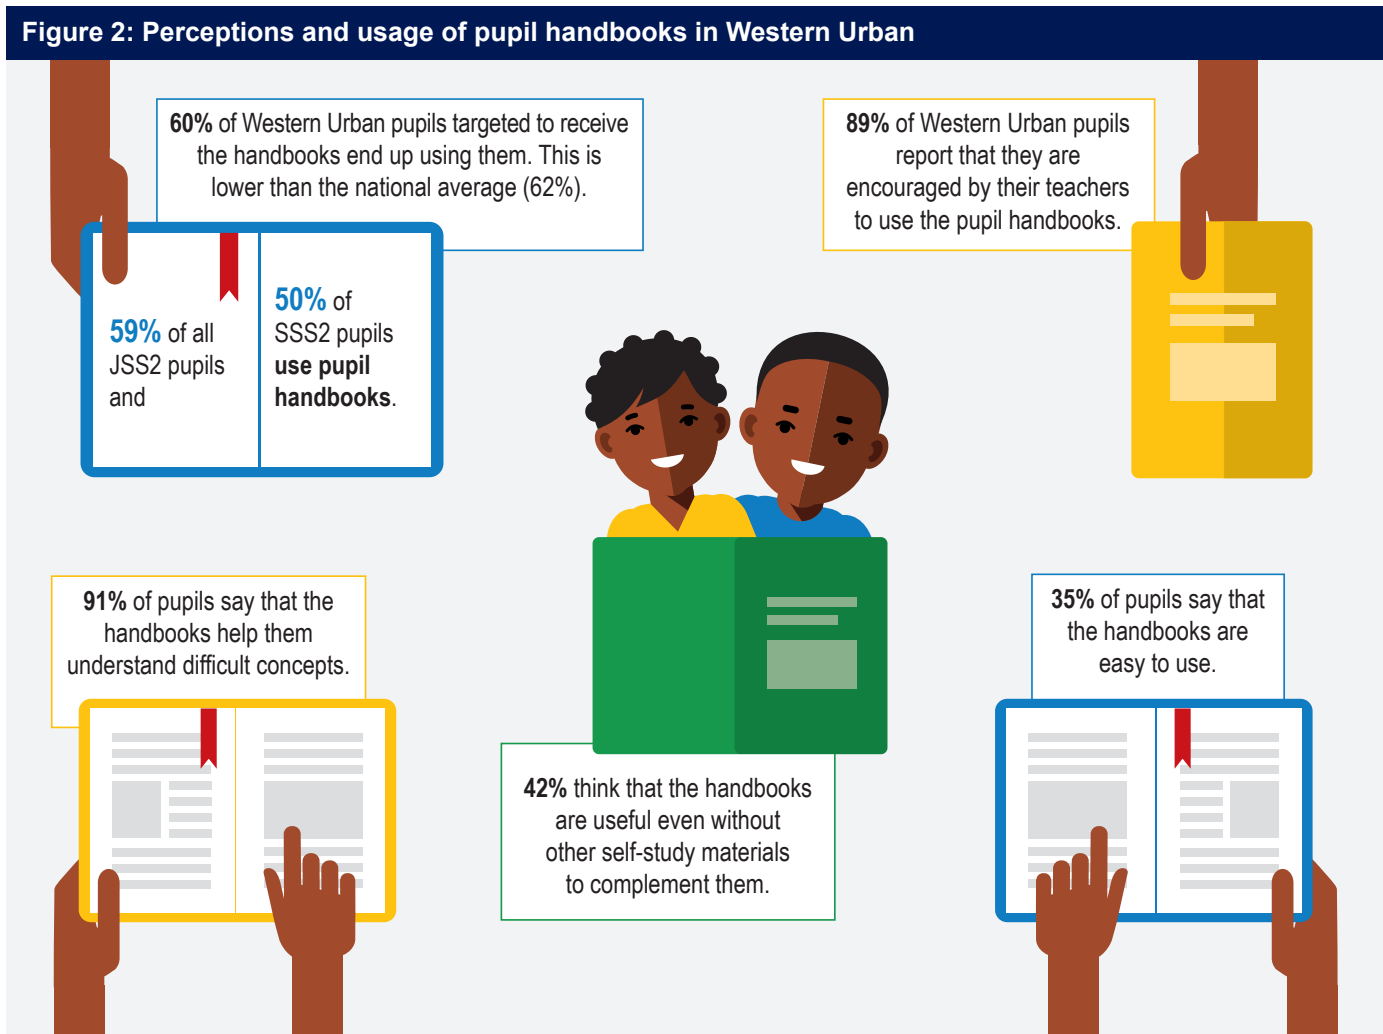 Figure 2: Perceptions and usage of pupil handbooks in Western Urban
60% of Western Urban pupils targeted to receive
the handbooks end up using them. This is
lower than the national average (62%).
89% of Western Urban pupils
report that they are
encouraged by their teachers
to use the pupil handbooks.
59% of all
JSS2 pupils
and
50% of
SSS2 pupils
use pupil
handbooks.
91% of pupils say that the
handbooks help them
understand difficult concepts.
35% of pupils say that
the handbooks are
easy to use.
42% think that the handbooks
are useful even without
other self-study materials
to complement them.